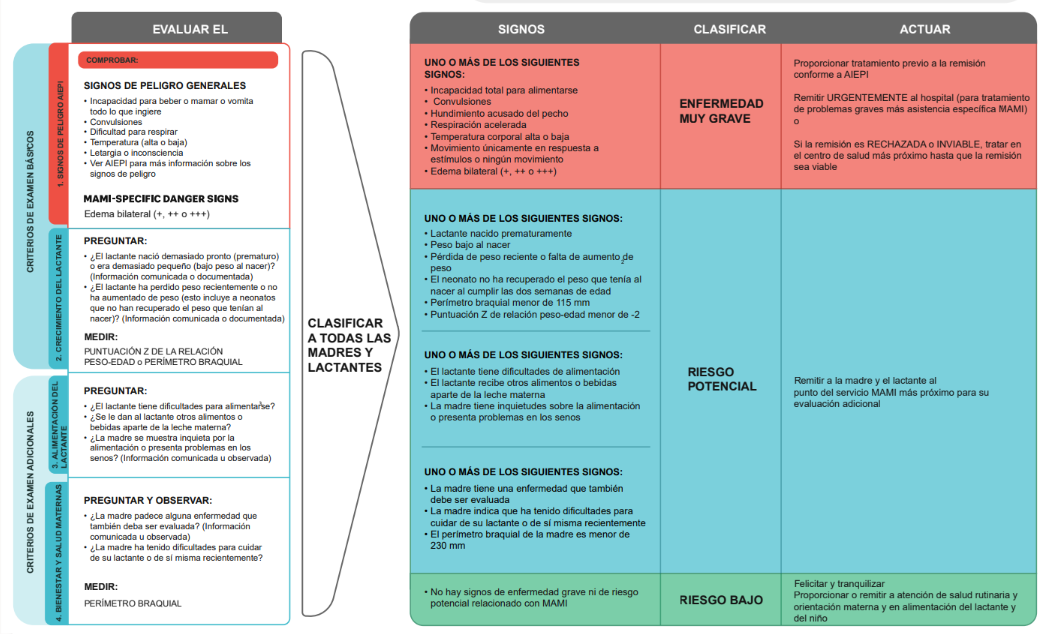 EVALUAR EL
COMPROBAR:
SIGNOS DE PELIGRO GENERALES
• Incapacidad para beber o mamar o vomita
todo lo que ingiere
• Convulsiones
• Dificultad para respirar
• Temperatura (alta o baja)
• Letargia o inconsciencia
• Ver AIEPI para más información sobre los
signos de peligro
MAMI-SPECIFIC DANGER SIGNS
Edema bilateral (+, ++ o +++)
PREGUNTAR:
• ¿El lactante nació demasiado pronto (prematuro)
o era demasiado pequeño (bajo peso al nacer)?
(Información comunicada o documentada)
• ¿El lactante ha perdido peso recientemente o no
ha aumentado de peso (esto incluye a neonatos
que no han recuperado el peso que tenían al
nacer)? (Información comunicada o documentada)
MEDIR:
PUNTUACIÓN Z DE LA RELACIÓN
PESO-EDAD o PERÍMETRO BRAQUIAL
PREGUNTAR:
• ¿El lactante tiene dificultades para alimentarse?
• ¿Se le dan al lactante otros alimentos o
bebidas aparte de la leche materna?
• ¿La madre se muestra inquieta por la
alimentación o presenta problemas en los
senos? (Información comunicada u observada)
PREGUNTAR Y OBSERVAR:
• ¿La madre padece alguna enfermedad que
también deba ser evaluada? (Información
comunicada u observada)
• ¿La madre ha tenido dificultades para cuidar
de su lactante o de sí misma recientemente?
MEDIR:
PERÍMETRO BRAQUIAL
CRITERIOS DE EXAMEN BÁSICOS
1. SIGNOS DE PELIGRO AIEPI
2. CRECIMIENTO DEL LACTANTE
CRITERIOS DE EXAMEN ADICIONALES
3. ALIMENTACIÓN DEL
LACTANTE
4. BIENESTAR Y SALUD MATERNAS
CLASIFICAR
A TODAS LAS
MADRES Y
LACTANTES
SIGNOS
CLASIFICAR
ACTUAR
UNO O MÁS DE LOS SIGUIENTES
SIGNOS:
• Incapacidad total para alimentarse
• Convulsiones
• Hundimiento acusado del pecho
• Respiración acelerada
• Temperatura corporal alta o baja
• Movimiento únicamente en respuesta a
estímulos o ningún movimiento
• Edema bilateral (+, ++ o +++)
ENFERMEDAD
MUY GRAVE
Proporcionar tratamiento previo a la remisión
conforme a AIEPI
Remitir URGENTEMENTE al hospital (para tratamiento
de problemas graves más asistencia específica MAMI)
o
Si la remisión es RECHAZADA o INVIABLE, tratar en
el centro de salud más próximo hasta que la remisión
sea viable
UNO O MÁS DE LOS SIGUIENTES SIGNOS:
• Lactante nacido prematuramente
• Peso bajo al nacer
• Pérdida de peso reciente o falta de aumento de
peso
• El neonato no ha recuperado el peso que tenía al
nacer al cumplir las dos semanas de edad
• Perímetro braquial menor de 115 mm
• Puntuación Z de relación peso-edad menor de -2
UNO O MÁS DE LOS SIGUIENTES SIGNOS:
• El lactante tiene dificultades de alimentación
• El lactante recibe otros alimentos o bebidas
aparte de la leche materna
• La madre tiene inquietudes sobre la alimentación
o presenta problemas en los senos
UNO O MÁS DE LOS SIGUIENTES SIGNOS:
• La madre tiene una enfermedad que también
debe ser evaluada
• La madre indica que ha tenido dificultades para
cuidar de su lactante o de sí misma recientemente
• El perímetro braquial de la madre es menor de
230 mm
RIESGO
POTENCIAL
Remitir a la madre y el lactante al
punto del servicio MAMI más próximo para su
evaluación adicional
• No hay signos de enfermedad grave ni de riesgo
potencial relacionado con MAMI
RIESGO BAJO
Felicitar y tranquilizar
Proporcionar o remitir a atención de salud rutinaria y
orientación materna y en alimentación del lactante y
del niño